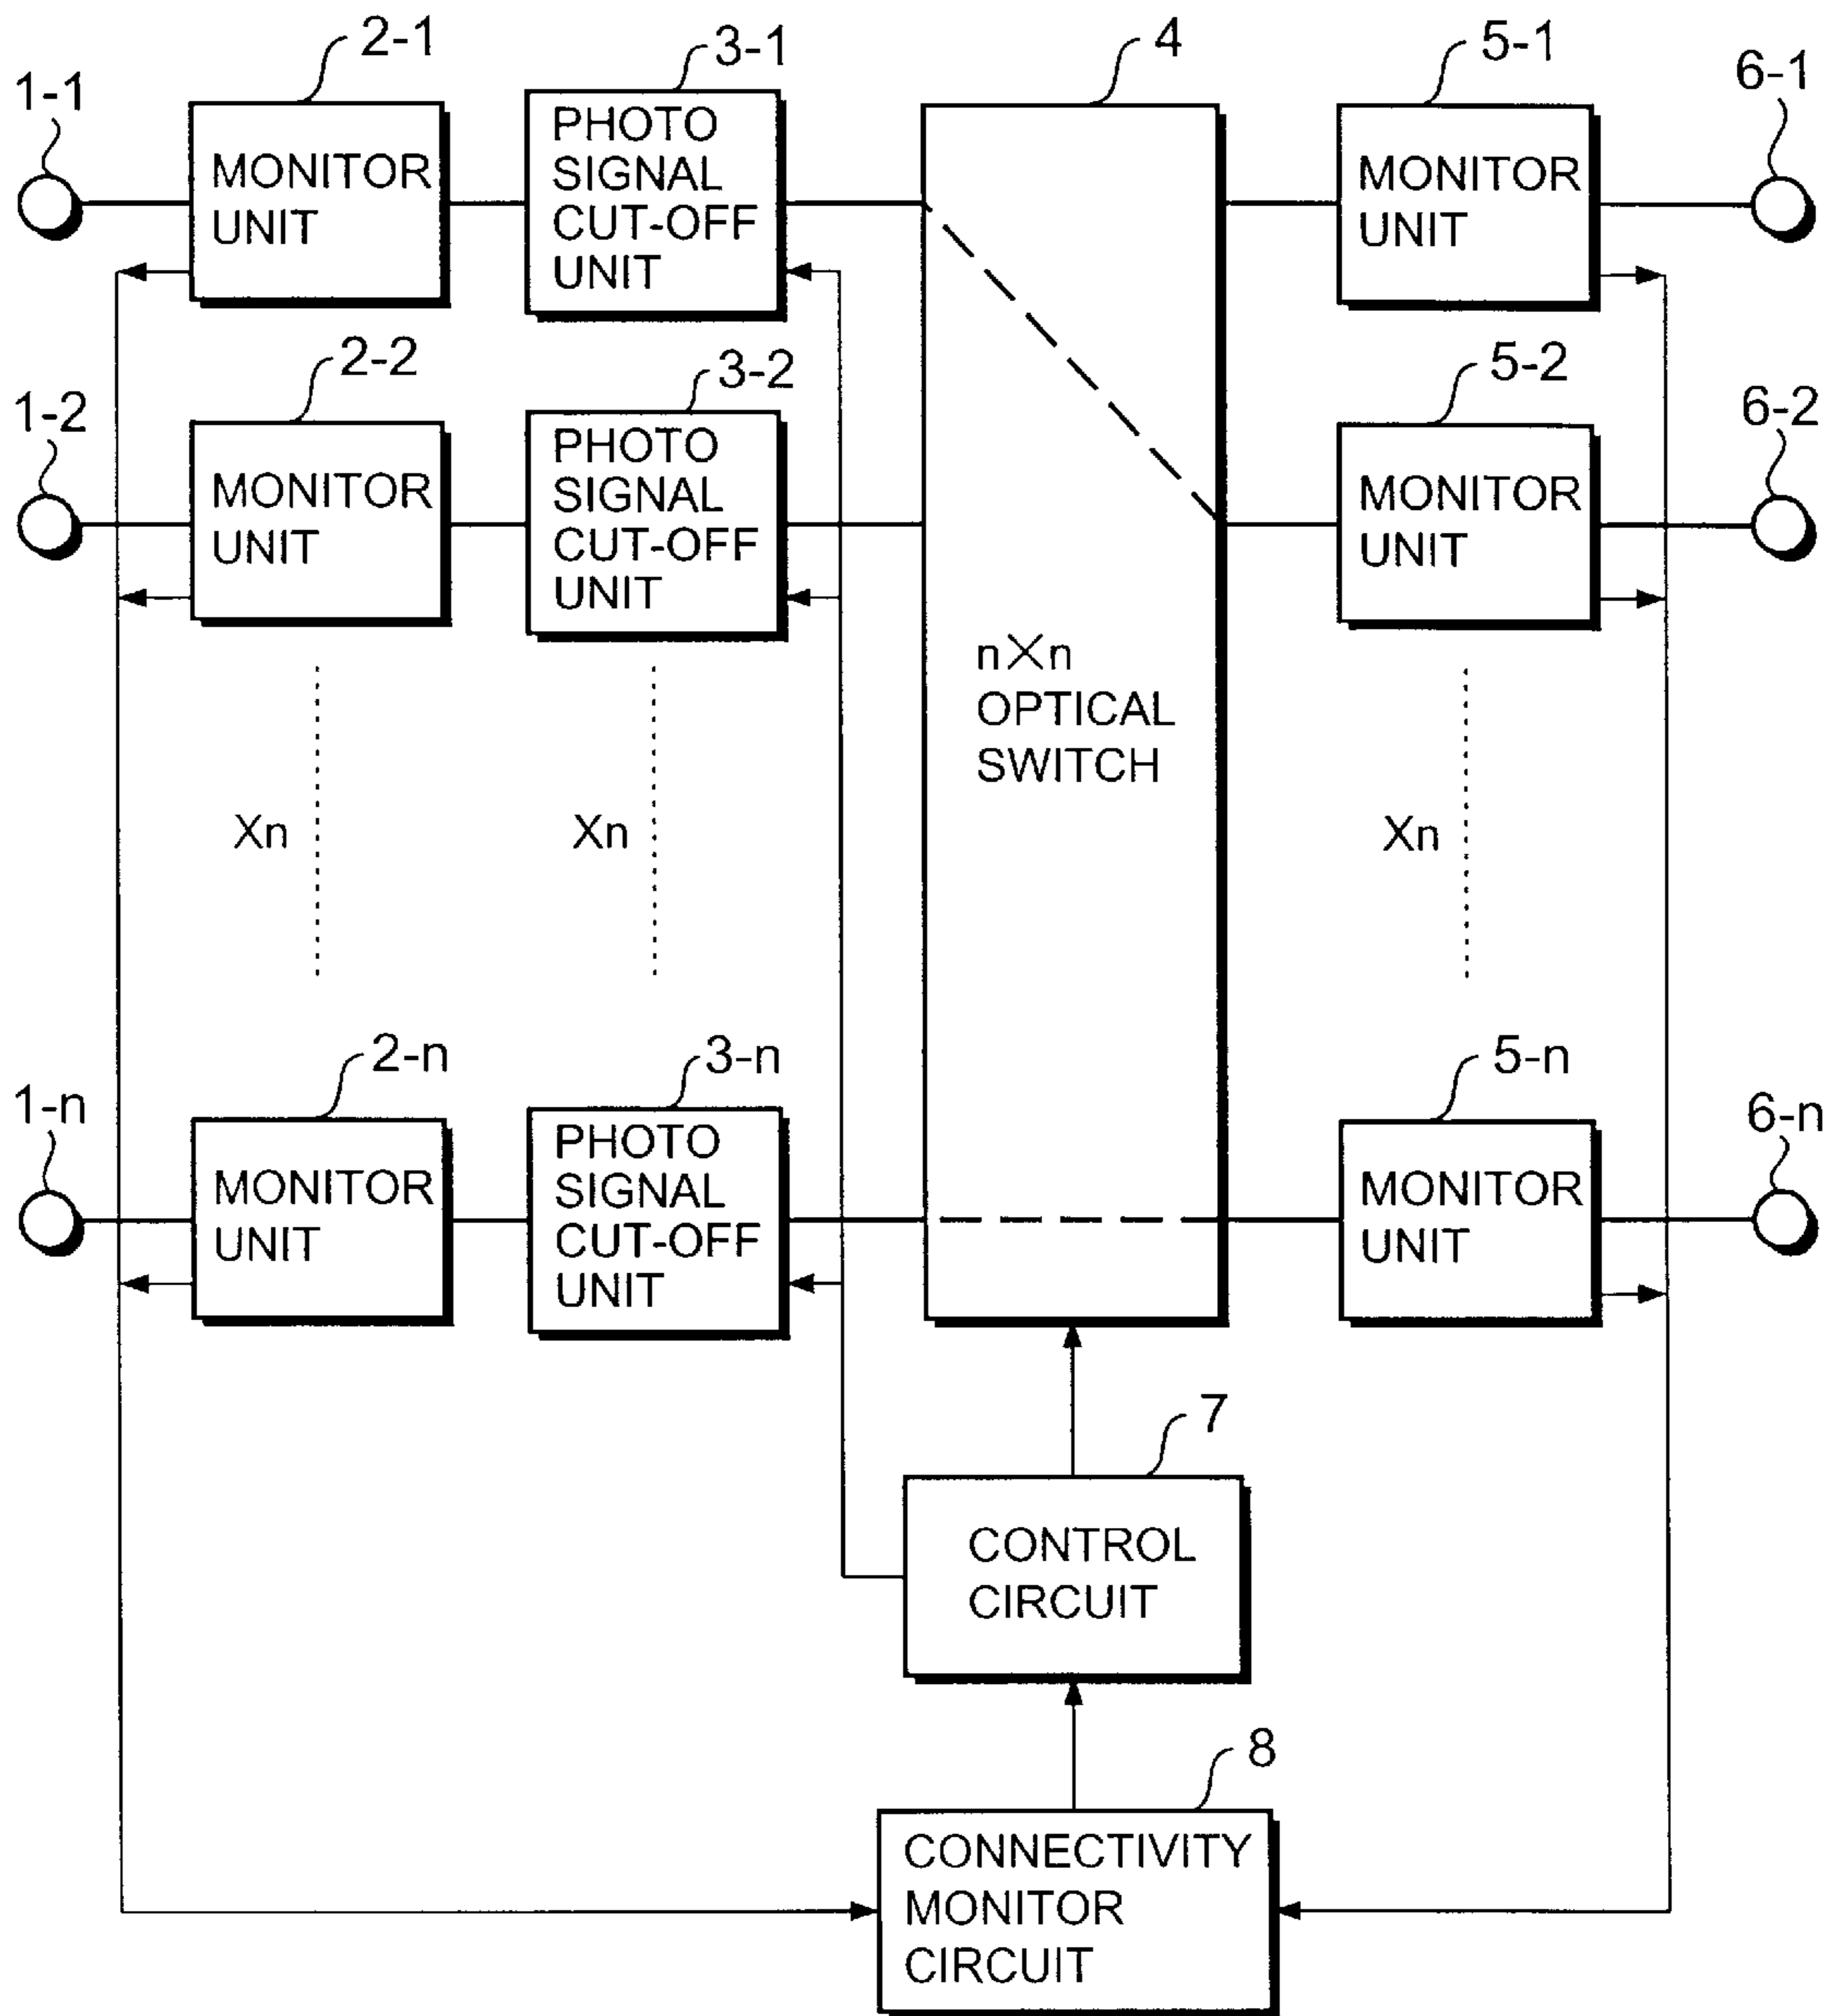 2-1
3-1
4
5-1
6-1
1-1
MONITOR
UNIT
PHOTO
SIGNAL
CUT-OFF
UNIT
MONITOR
UNIT
2-2
3-2
5-2
6-2
1-2
MONITOR
UNIT
PHOTO
SIGNAL
CUT-OFF
UNIT
MONITOR
UNIT
n×n
OPTICAL
SWITCH
Xn
Xn
Xn
2-n
3-n
5-n
6-n
1-n
MONITOR
UNIT
PHOTO
SIGNAL
CUT-OFF
UNIT
MONITOR
UNIT
7
CONTROL
CIRCUIT
8
CONNECTIVITY
MONITOR
CIRCUIT